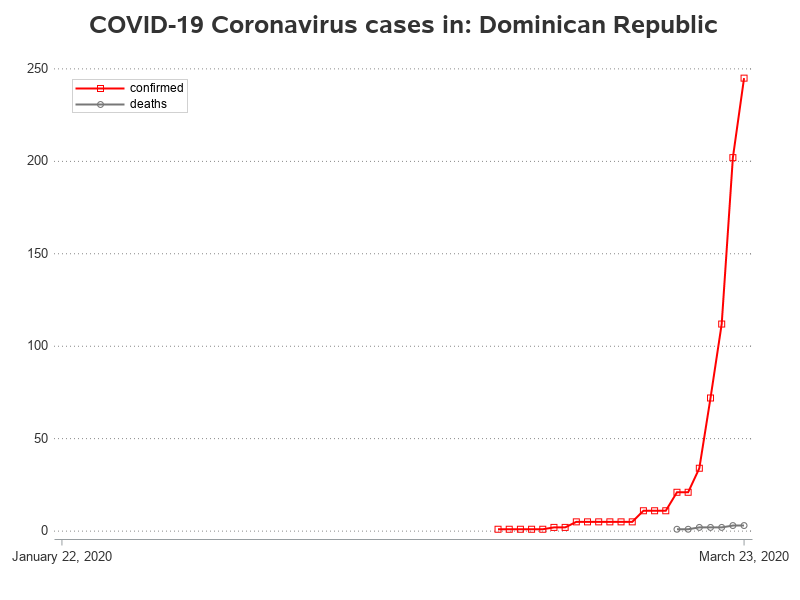 COVID-19 Coronavirus cases in: Dominican Republic
250
confirmed
deaths
200
150
100
50
0
January 22, 2020
March 23, 2020